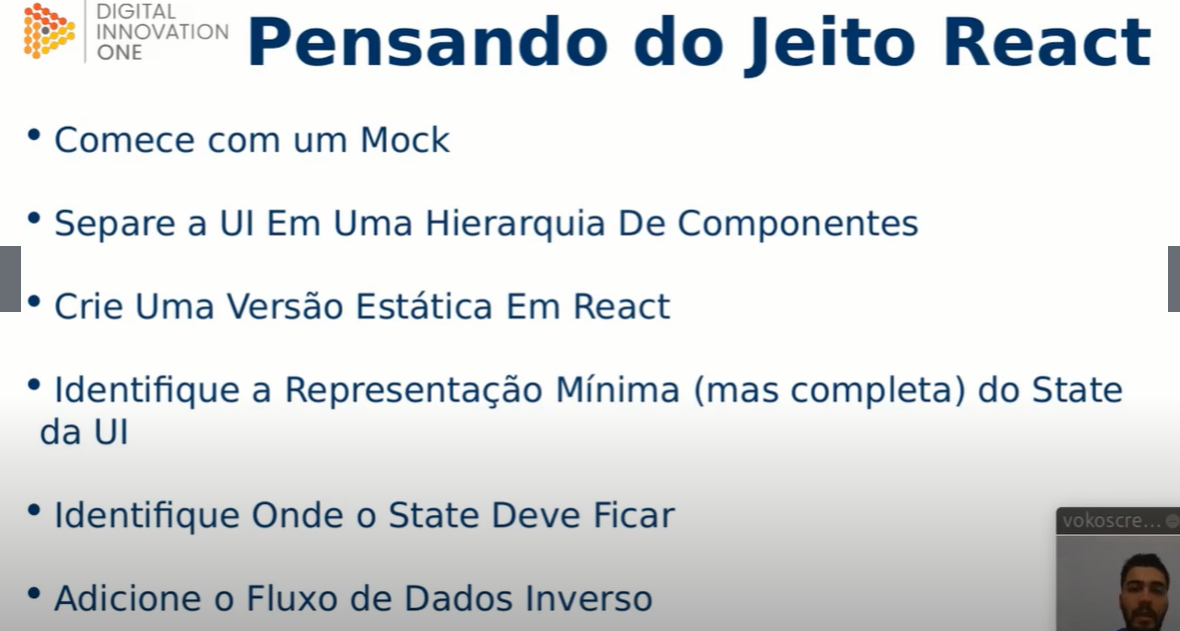 DIGITAL
INNOVATION
ONE
Pensando do Jeito React
• Comece com um Mock
• Separe a UI Em Uma Hierarquia De Componentes
• Crie Uma Versão Estática Em React
• Identifique a Representação Mínima (mas completa) do State
da UI
• Identifique Onde o State Deve Ficar
• Adicione o Fluxo de Dados Inverso
vokoscre...